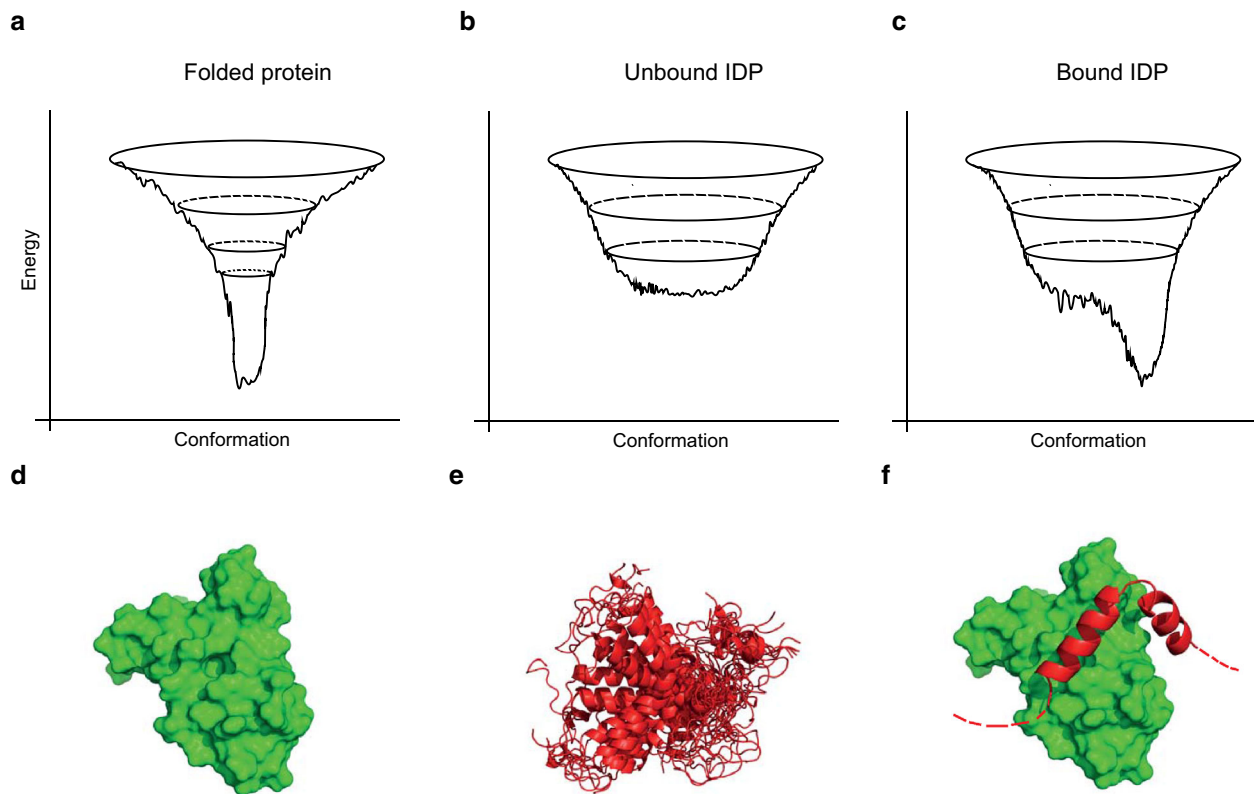 a
b
c
Folded protein
Unbound IDP
Bound IDP
Energy
Conformation
Conformation
Conformation
d
e
f